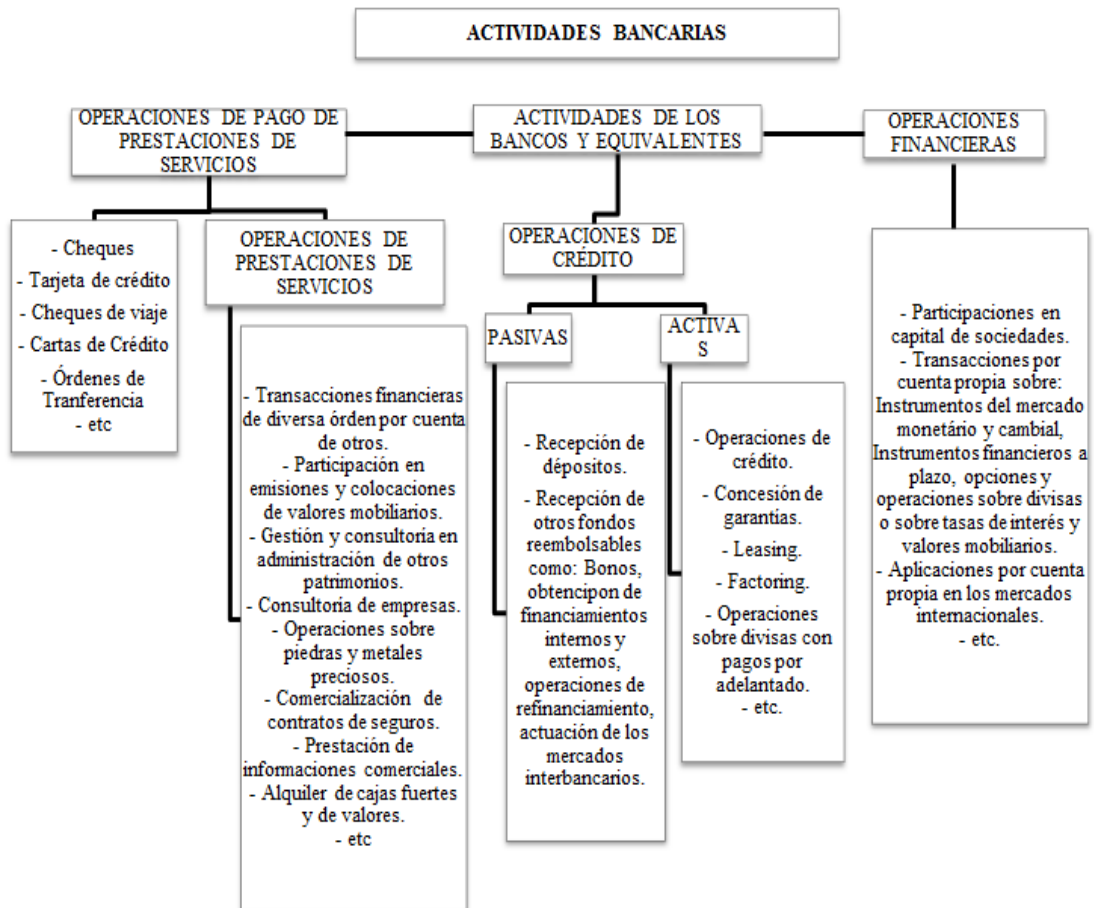 ACTIVIDADES BANCARIAS
OPERACIONES DE PAGO DE
PRESTACIONES DE
SERVICIOS
ACTIVIDADES DE LOS
BANCOS Y EQUIVALENTES
OPERACIONES
FINANCIERAS
- Cheques
- Tarjeta de crédito
- Cheques de viaje
- Cartas de Crédito
- Órdenes de
Tranferencia
- etc
OPERACIONES DE
PRESTACIONES DE
SERVICIOS
- Transacciones financieras
de diversa órden por cuenta
de otros.
- Participación en
emisiones y colocaciones
de valores mobiliarios.
- Gestión y consultoría en
administración de otros
patrimonios.
- Consultoría de empresas.
- Operaciones sobre
piedras y metales
preciosos.
- Comercialización de
contratos de seguros.
- Prestación de
informaciones comerciales.
- Alquiler de cajas fuertes
y de valores.
- etc
OPERACIONES DE
CRÉDITO
PASIVAS
- Recepción de
dépositos.
- Recepción de
otros fondos
reembolsables
como: Bonos,
obtencipon de
financiamientos
internos y
externos,
operaciones de
refinanciamiento,
actuación de los
mercados
interbancarios.
ACTIVA
S
- Operaciones de
crédito.
- Concesión de
garantías.
- Leasing.
- Factoring.
- Operaciones
sobre divisas con
pagos por
adelantado.
- etc.
- Participaciones en
capital de sociedades.
- Transacciones por
cuenta propia sobre:
Instrumentos del mercado
monetário y cambial,
Instrumentos financieros a
plazo, opciones y
operaciones sobre divisas
o sobre tasas de interés y
valores mobiliarios.
- Aplicaciones por cuenta
propia en los mercados
internacionales.
- etc.